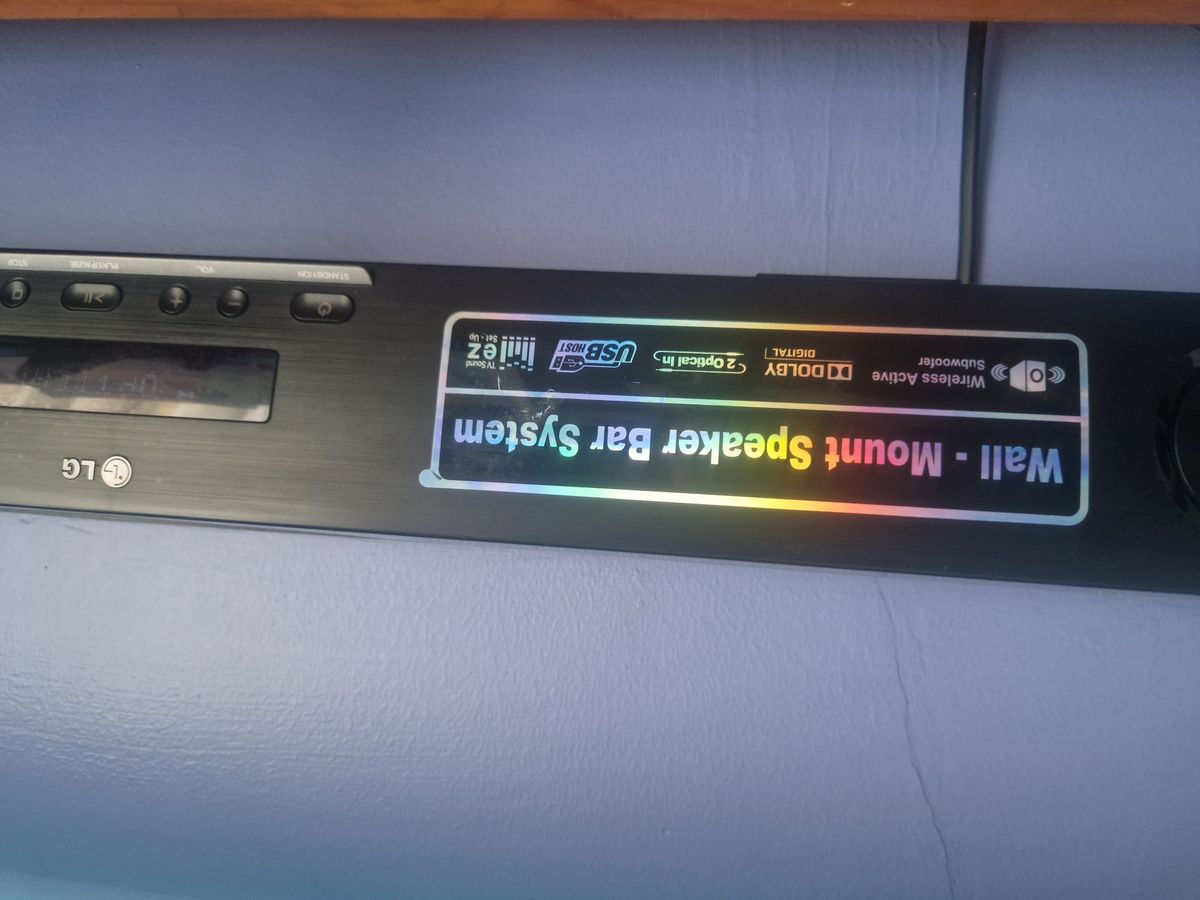 Wall - Mount Speaker Bar System
Wireless Active
Subwoofer
DOLBY
DIGITAL
2 Optical In
USB
HOST
ez
TV Sound
Set - Up
LG
STANDBY/ON
VOL
PLAY/PAUSE
STOP